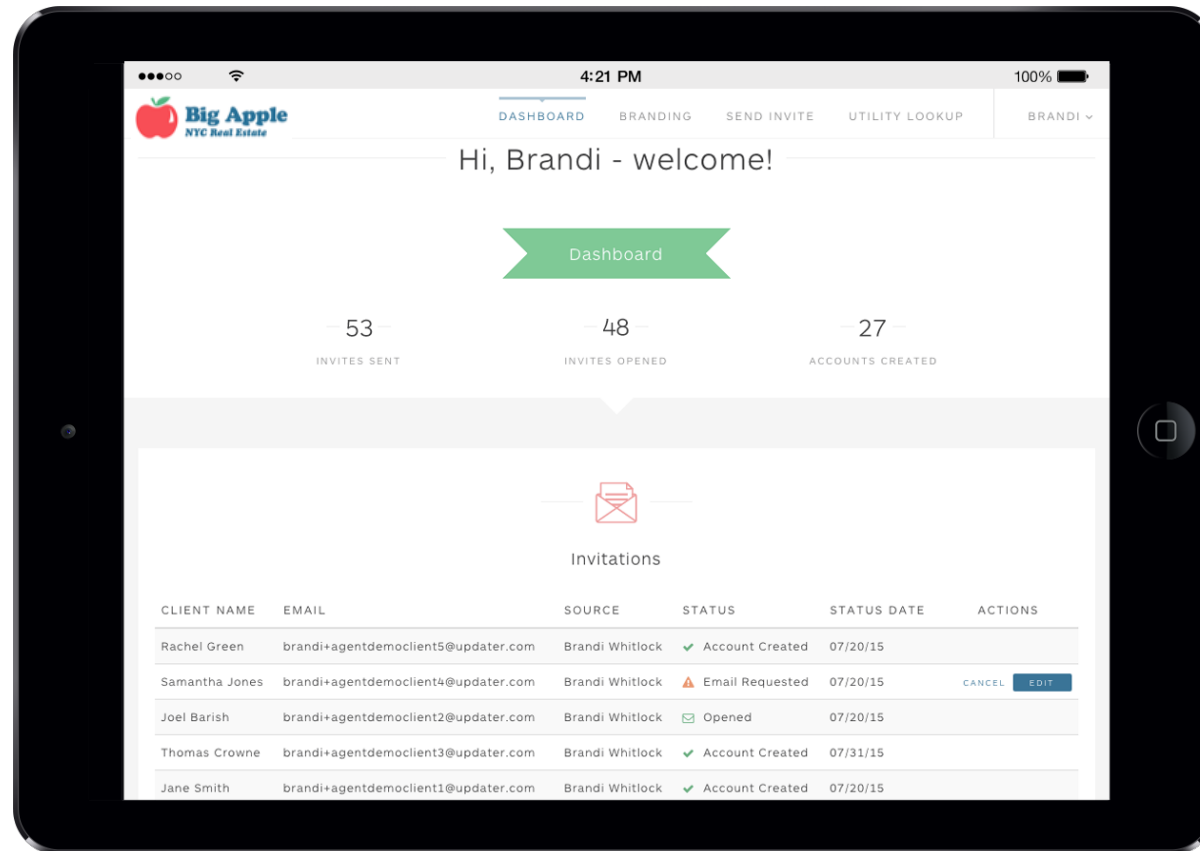 4:21 PM 100%
Big Apple
NYC Real Estate
DASHBOARD BRANDING SEND INVITE UTILITY LOOKUP BRANDI
Hi, Brandi - welcome!
Dashboard
53 48 27
INVITES SENT INVITES OPENED ACCOUNTS CREATED
Invitations
CLIENT NAME EMAIL SOURCE STATUS STATUS DATE ACTIONS
Rachel Green brandi+agentdemoclient5@updater.com Brandi Whitlock Account Created 07/20/15
Samantha Jones brandi+agentdemoclient4@updater.com Brandi Whitlock Email Requested 07/20/15 CANCEL EDIT
Joel Barish brandi+agentdemoclient2@updater.com Brandi Whitlock Opened 07/20/15
Thomas Crowne brandi+agentdemoclient3@updater.com Brandi Whitlock Account Created 07/31/15
Jane Smith brandi+agentdemoclient1@updater.com Brandi Whitlock Account Created 07/20/15